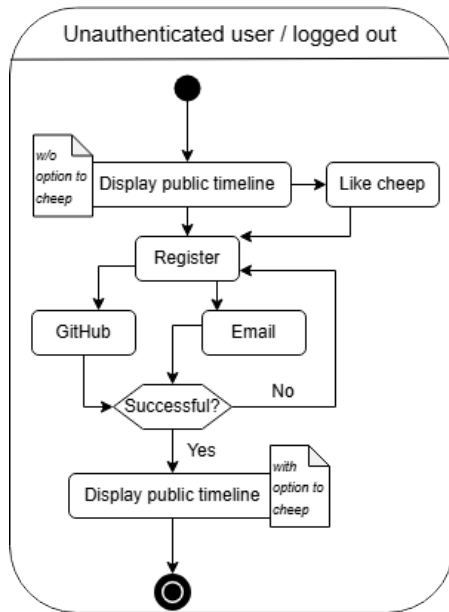 Unauthenticated user / logged out
w/o
option to
cheep
Display public timeline
Like cheep
Register
GitHub
Email
Successful?
No
Yes
Display public timeline
with
option to
cheep